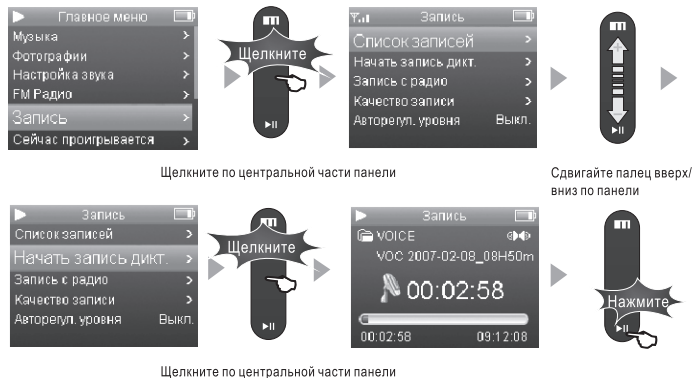 Главное меню
Музыка
Фотографии
Настройка звука
FM Радио
Запись
Сейчас проигрывается
Щелкните
Запись
Список записей
Начать запись дикт.
Запись с радио
Качество записи
Авторегул. уровня Выкл.
Щелкните по центральной части панели
Сдвигайте палец вверх/
вниз по панели
Запись
Список записей
Начать запись дикт.
Запись с радио
Качество записи
Авторегул. уровня Выкл.
Щелкните
Запись
VOICE
VOC 2007-02-08_08H50m
00:02:58
00:02:58 09:12:08
Нажмите
Щелкните по центральной части панели